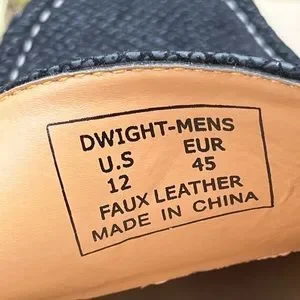 DWIGHT-MENS
U.S EUR
12 45
FAUX LEATHER
MADE IN CHINA